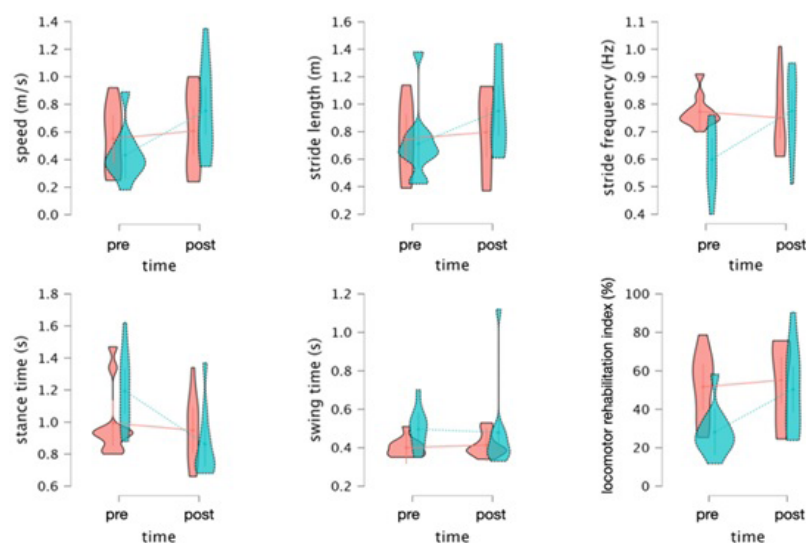 speed (m/s)
1.4
1.2
1.0
0.8
0.6
0.4
0.2
0.0
pre post
time
stride length (m)
1.6
1.4
1.2
1.0
0.8
0.6
0.4
0.2
pre post
time
stride frequency (Hz)
1.1
1.0
0.9
0.8
0.7
0.6
0.5
0.4
pre post
time
stance time (s)
1.8
1.6
1.4
1.2
1.0
0.8
0.6
pre post
time
swing time (s)
1.2
1.0
0.8
0.6
0.4
0.2
pre post
time
locomotor rehabilitation index (%)
100
80
60
40
20
0
pre post
time